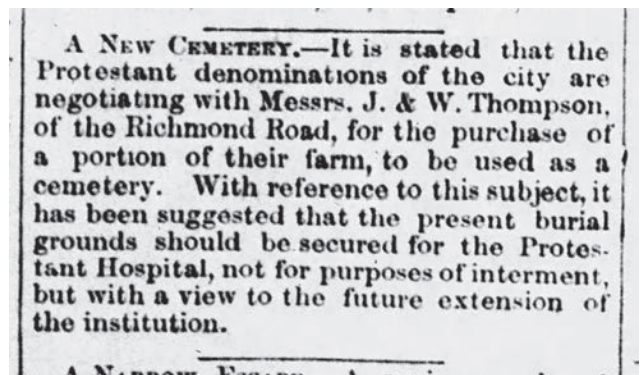 A NEW CEMETERY.—It is stated that the
Protestant denominations of the city are
negotiating with Messrs. J. & W. Thompson,
of the Richmond Road, for the purchase of
a portion of their farm, to be used as a
cemetery. With reference to this subject, it
has been suggested that the present burial
grounds should be secured for the Protes-
tant Hospital, not for purposes of interment,
but with a view to the future extension of
the institution.
A NARROW